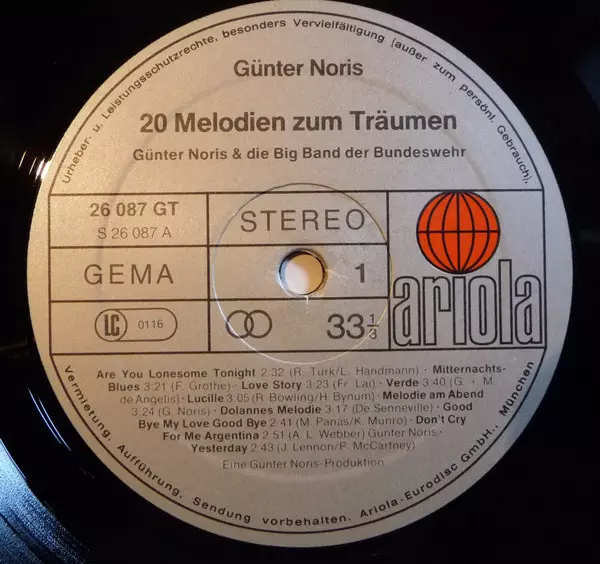 Urheber- u. Leistungsschutzrechte, besonders Vervielfältigung (außer zum persönl. Gebrauch),
Günter Noris
20 Melodien zum Träumen
Günter Noris & die Big Band der Bundeswehr
26 087 GT
S 26 087 A
STEREO
GEMA
1
LC 0116
33 1/3
ariola
Are You Lonesome Tonight 2:32 (R. Turk/L. Handmann) · Mitternachts-
Blues 3:21 (F. Grothe) · Love Story 3:23 (Fr. Lai) · Verde 3:40 (G. · M
de Angelis) · Lucille 3:05 (R. Bowling/H Bynum) · Melodie am Abend
3:24 (G. Noris) · Dolannes Melodie 3.17 (De Senneville) · Good
Bye My Love Good Bye 2:41 (M. Panas/K. Munro) · Don't Cry
For Me Argentina 2:51 (A. L. Webber) Günter Noris ·
Yesterday 2 43 (J. Lennon/P. McCartney)
Eine Günter Noris-Produktion
Vermietung, Aufführung, Sendung vorbehalten. Ariola-Eurodisc GmbH., München